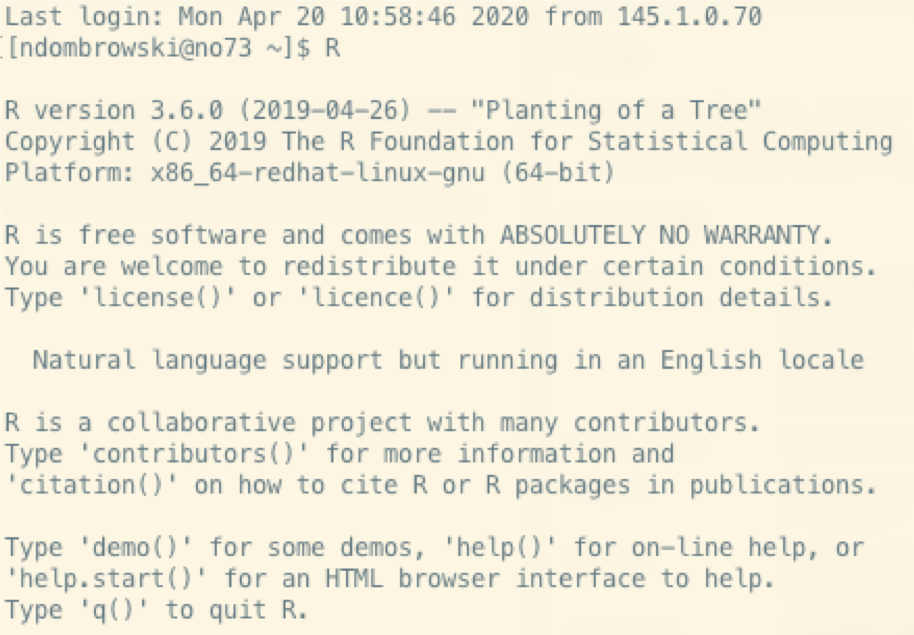 Last login: Mon Apr 20 10:58:46 2020 from 145.1.0.70
[[ndombrowski@no73 ~]$ R
R version 3.6.0 (2019-04-26) -- "Planting of a Tree"
Copyright (C) 2019 The R Foundation for Statistical Computing
Platform: x86_64-redhat-linux-gnu (64-bit)
R is free software and comes with ABSOLUTELY NO WARRANTY.
You are welcome to redistribute it under certain conditions.
Type 'license()' or 'licence()' for distribution details.
Natural language support but running in an English locale
R is a collaborative project with many contributors.
Type 'contributors()' for more information and
'citation()' on how to cite R or R packages in publications.
Type 'demo()' for some demos, 'help()' for on-line help, or
'help.start()' for an HTML browser interface to help.
Type 'q()' to quit R.